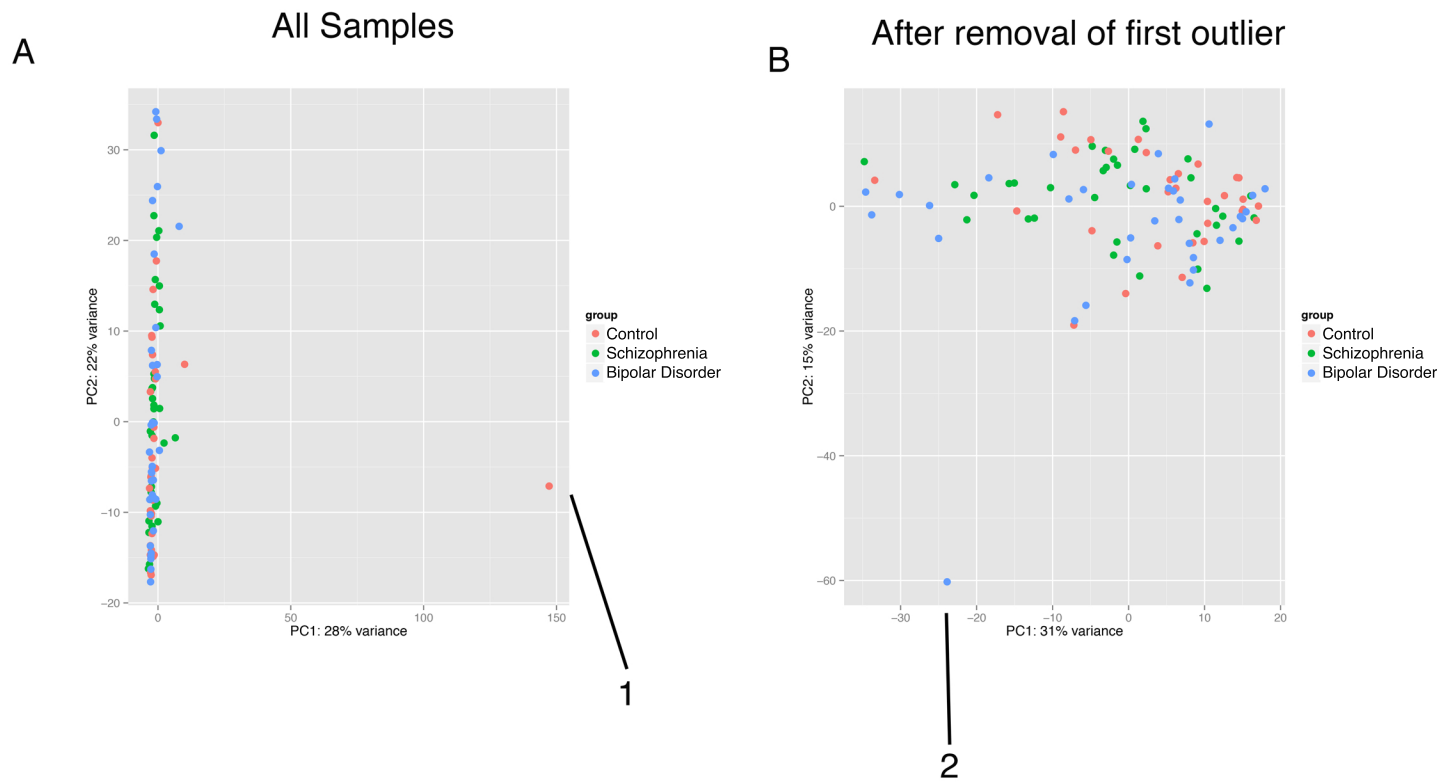 All Samples
A
30
20
10
0
−10
−20
PC2: 22% variance
0
50
100
150
PC1: 28% variance
group
Control
Schizophrenia
Bipolar Disorder
1
After removal of first outlier
B
0
−20
−40
−60
PC2: 15% variance
−30
−20
−10
0
10
20
PC1: 31% variance
group
Control
Schizophrenia
Bipolar Disorder
2